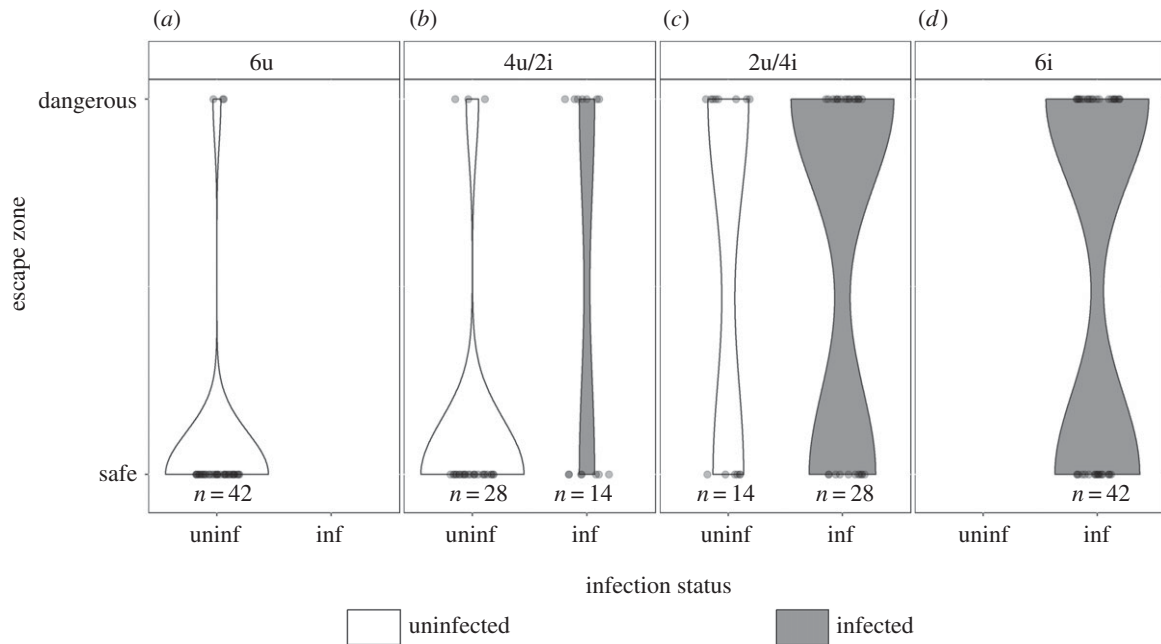 (a) (b) (c) (d)
6u 4u/2i 2u/4i 6i
dangerous
escape zone
safe
n = 42 n = 28 n = 14 n = 14 n = 28 n = 42
uninf inf uninf inf uninf inf uninf inf
infection status
uninfected infected